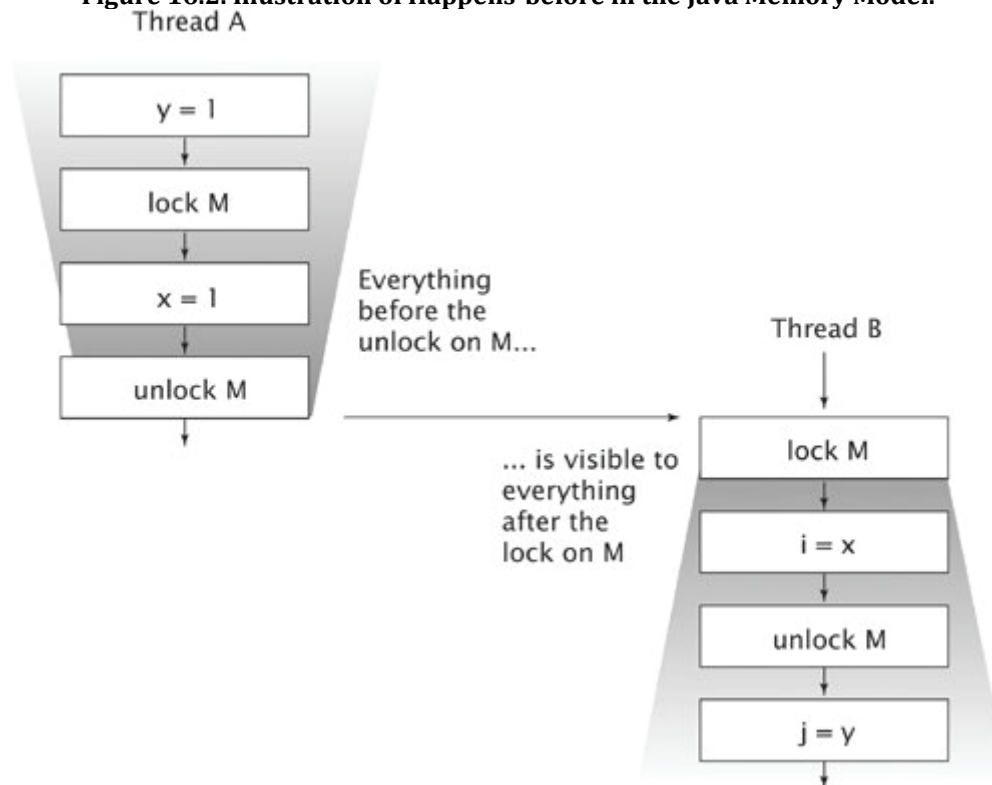 Figure 16.2. Illustration of Happens-before in the Java Memory Model.
Thread A
y = 1
lock M
x = 1
unlock M
Everything
before the
unlock on M...
Thread B
... is visible to
everything
after the
lock on M
lock M
i = x
unlock M
j = y